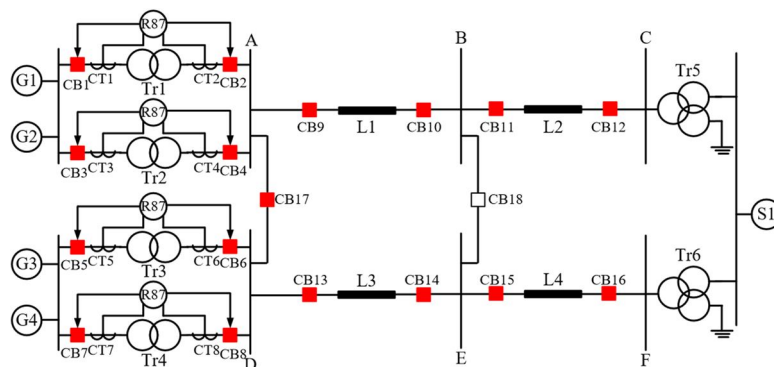 R87
A
B
C
CT1
CT2
Tr5
G1
CB1
Tr1
CB2
R87
CB9
L1
CB10
CB11
L2
CB12
G2
CB3
CT3
Tr2
CT4
CB4
CB17
CB18
R87
S1
G3
CB5
CT5
Tr3
CT6
CB6
Tr6
CB13
L3
CB14
CB15
L4
CB16
R87
G4
CB7
CT7
Tr4
CT8
CB8
D
E
F